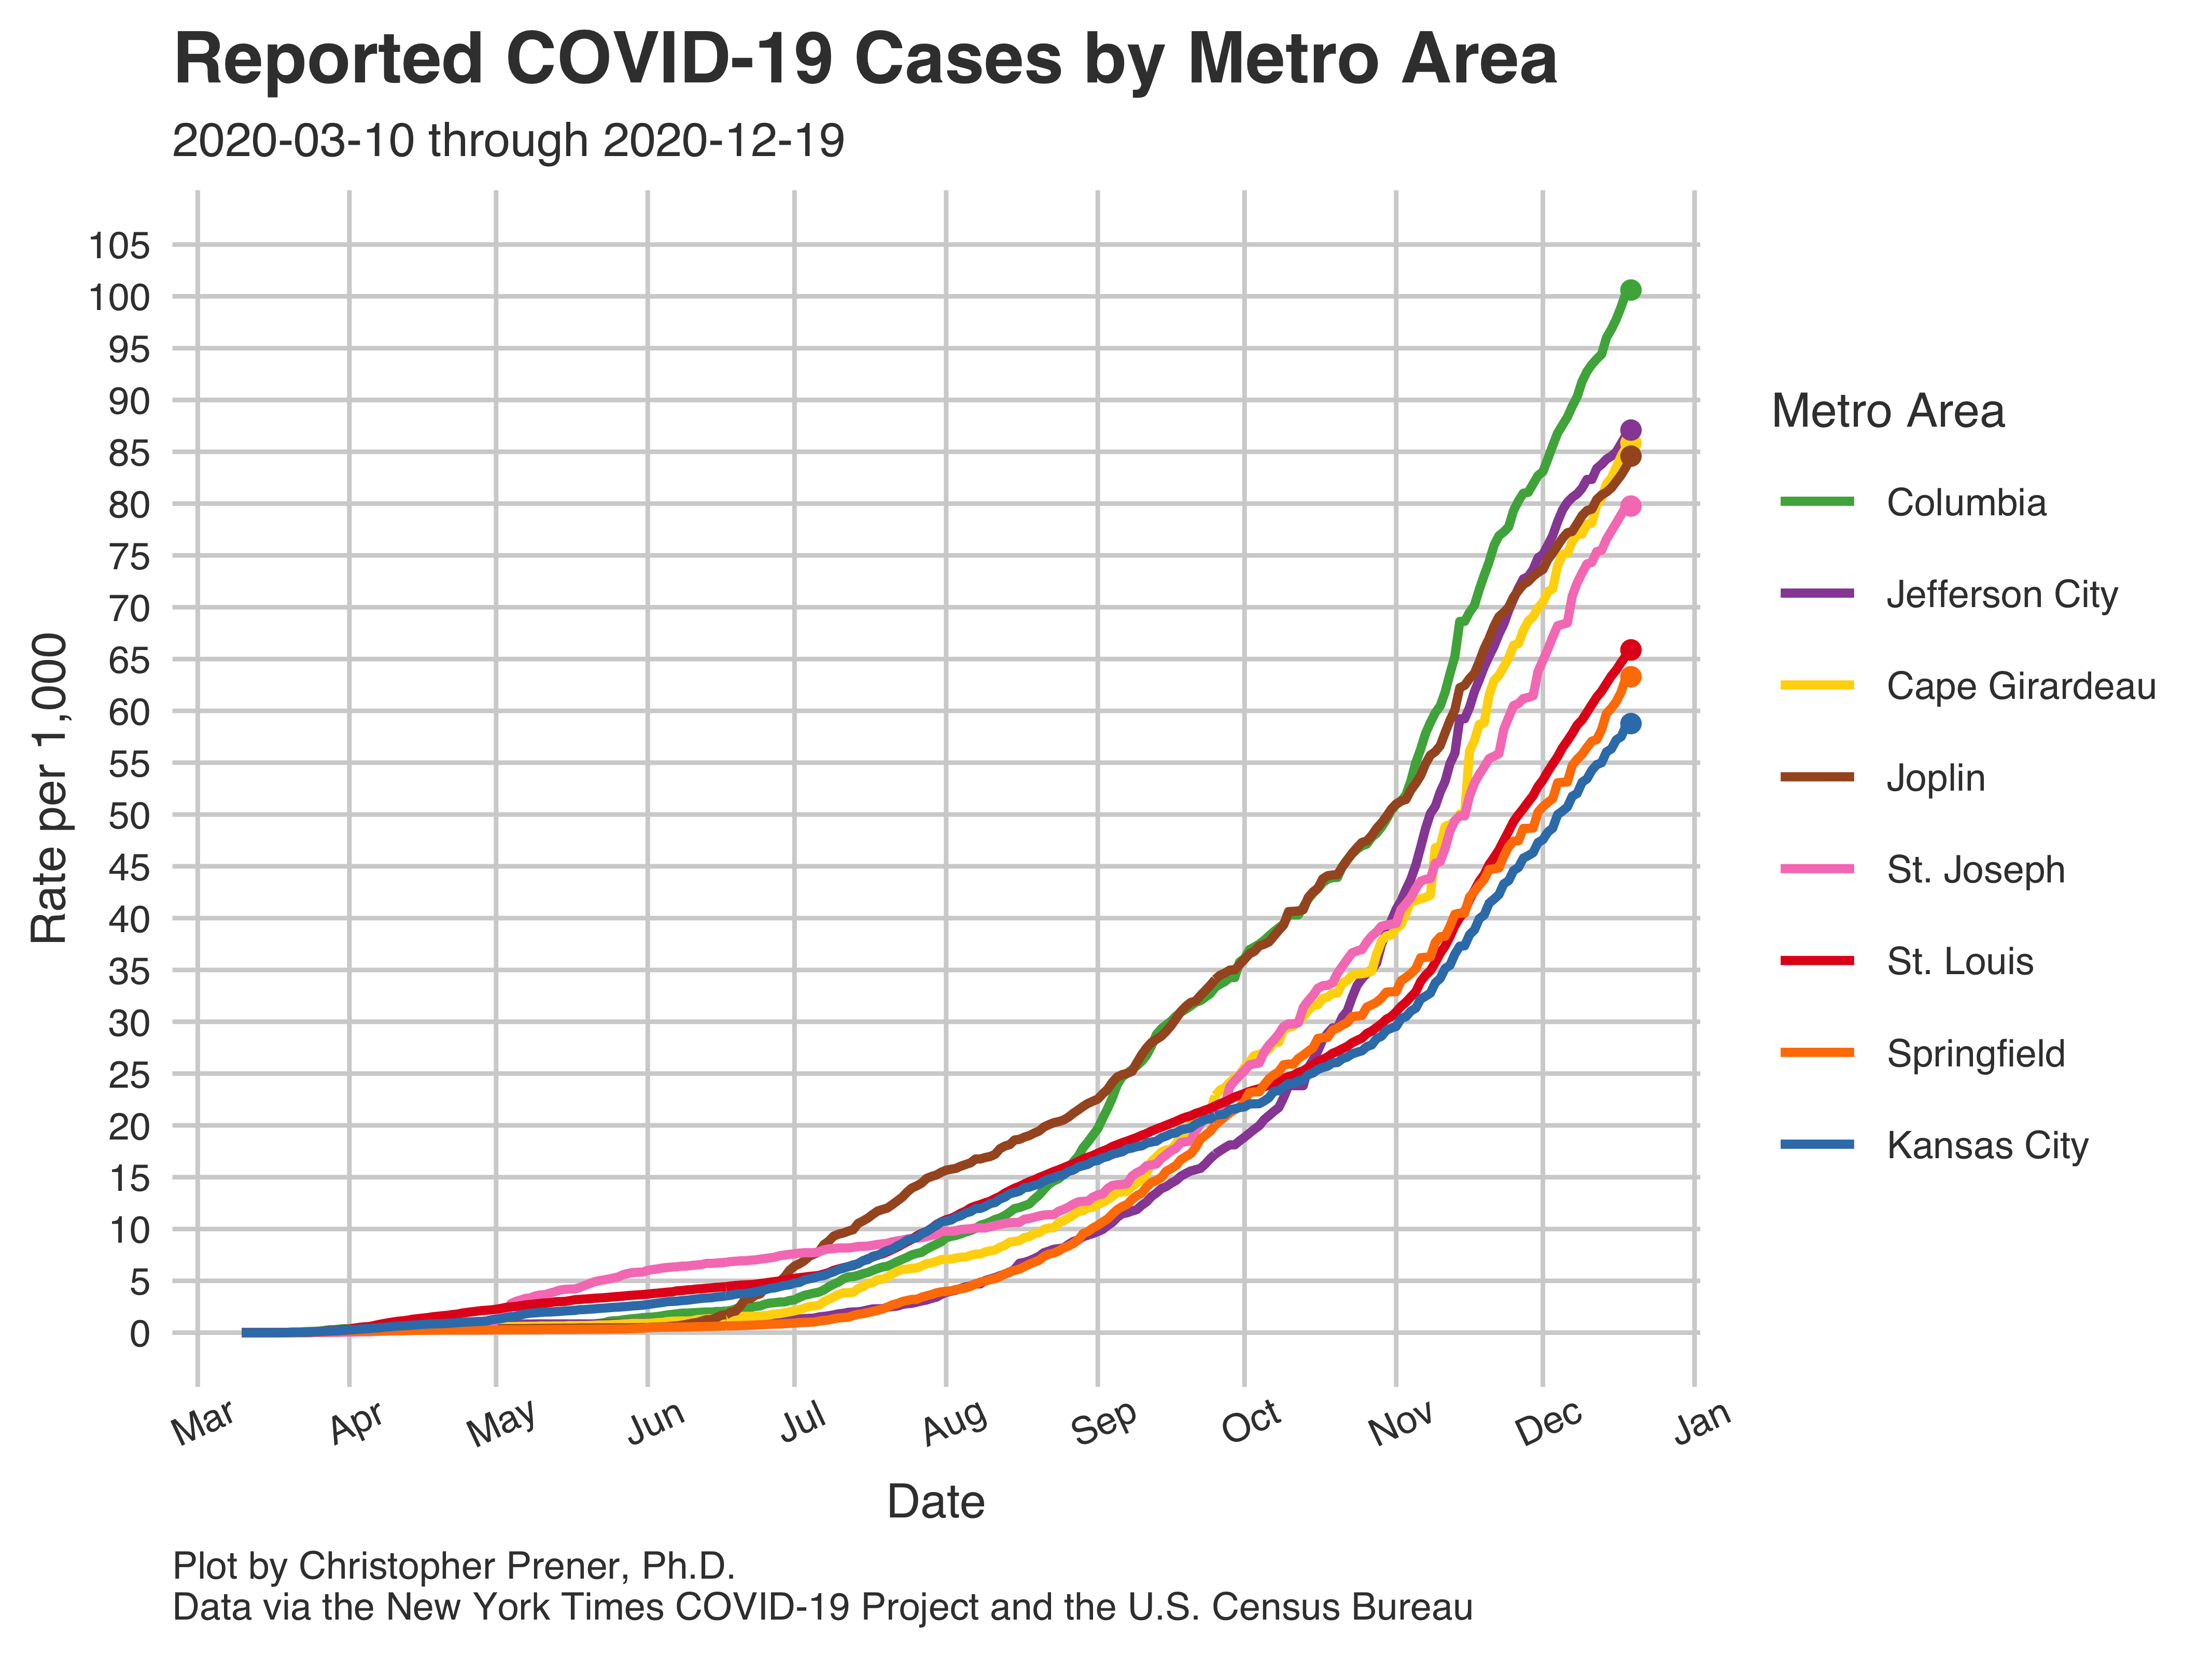 Reported COVID-19 Cases by Metro Area
2020-03-10 through 2020-12-19
Rate per 1,000
105
100
95
90
85
80
75
70
65
60
55
50
45
40
35
30
25
20
15
10
5
0
Mar
Apr
May
Jun
Jul
Aug
Sep
Oct
Nov
Dec
Jan
Date
Metro Area
Columbia
Jefferson City
Cape Girardeau
Joplin
St. Joseph
St. Louis
Springfield
Kansas City
Plot by Christopher Prener, Ph.D.
Data via the New York Times COVID-19 Project and the U.S. Census Bureau